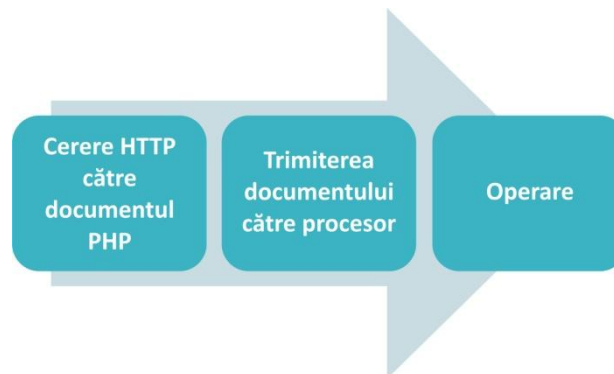 Cerere HTTP
către
documentul
PHP
Trimiterea
documentului
către procesor
Operare